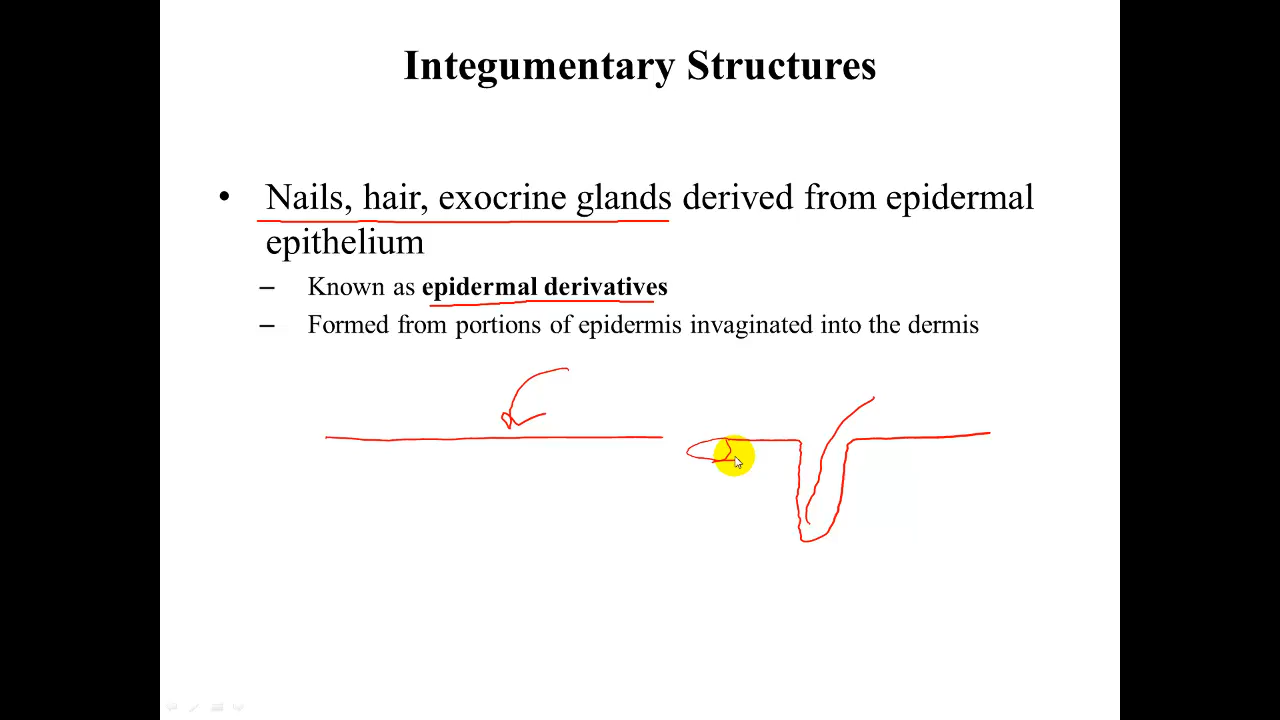 Integumentary Structures
• Nails, hair, exocrine glands derived from epidermal
epithelium
– Known as epidermal derivatives
– Formed from portions of epidermis invaginated into the dermis